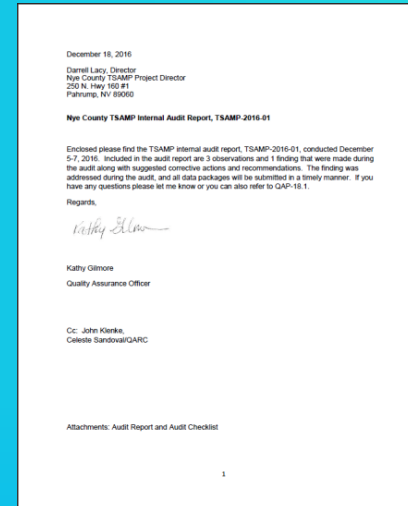 December 18, 2016
Darrell Lacy, Director
Nye County TSAMP Project Director
250 N. Hwy 160 #1
Pahrump, NV 89060
Nye County TSAMP Internal Audit Report, TSAMP-2016-01
Enclosed please find the TSAMP internal audit report, TSAMP-2016-01, conducted December
5-7, 2016. Included in the audit report are 3 observations and 1 finding that were made during
the audit along with suggested corrective actions and recommendations. The finding was
addressed during the audit, and all data packages will be submitted in a timely manner. If you
have any questions please let me know or you can also refer to QAP-18.1.
Regards,
Kathy Gilmore
Kathy Gilmore
Quality Assurance Officer
Cc: John Klenke,
Celeste Sandoval/QARC
Attachments: Audit Report and Audit Checklist
1